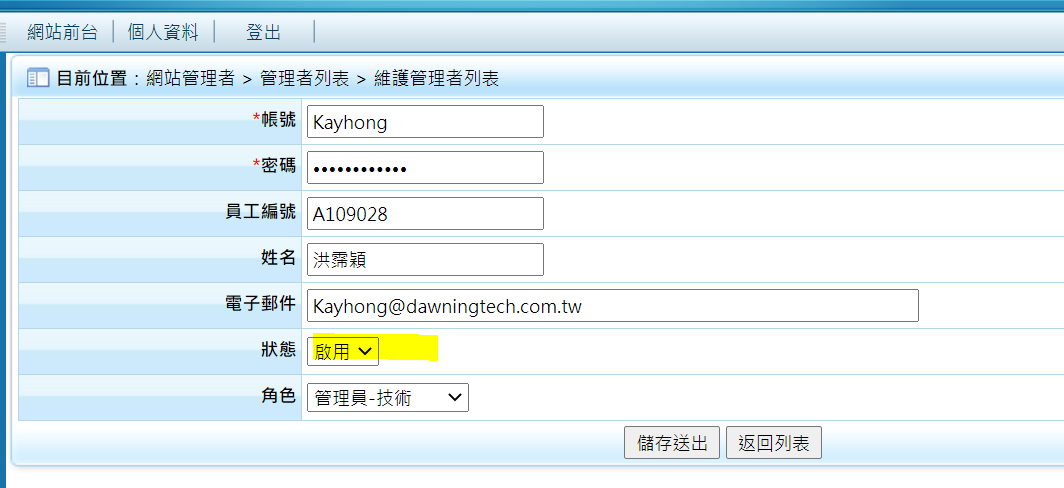 網站前台 個人資料 登出
目前位置：網站管理者 > 管理者列表 > 維護管理者列表
*帳號 Kayhong
*密碼 ••••••••••••
員工編號 A109028
姓名 洪霈穎
電子郵件 Kayhong@dawningtech.com.tw
狀態 啟用
角色 管理員-技術
儲存送出 返回列表